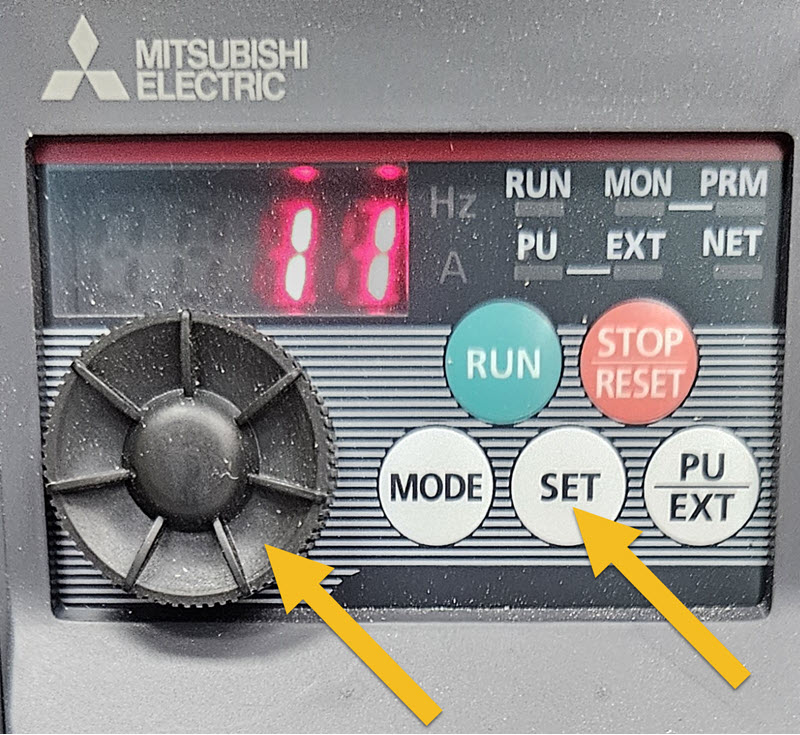 MITSUBISHI
ELECTRIC
11
Hz
A
RUN MON PRM
PU EXT NET
RUN
STOP
RESET
MODE
SET
PU
EXT